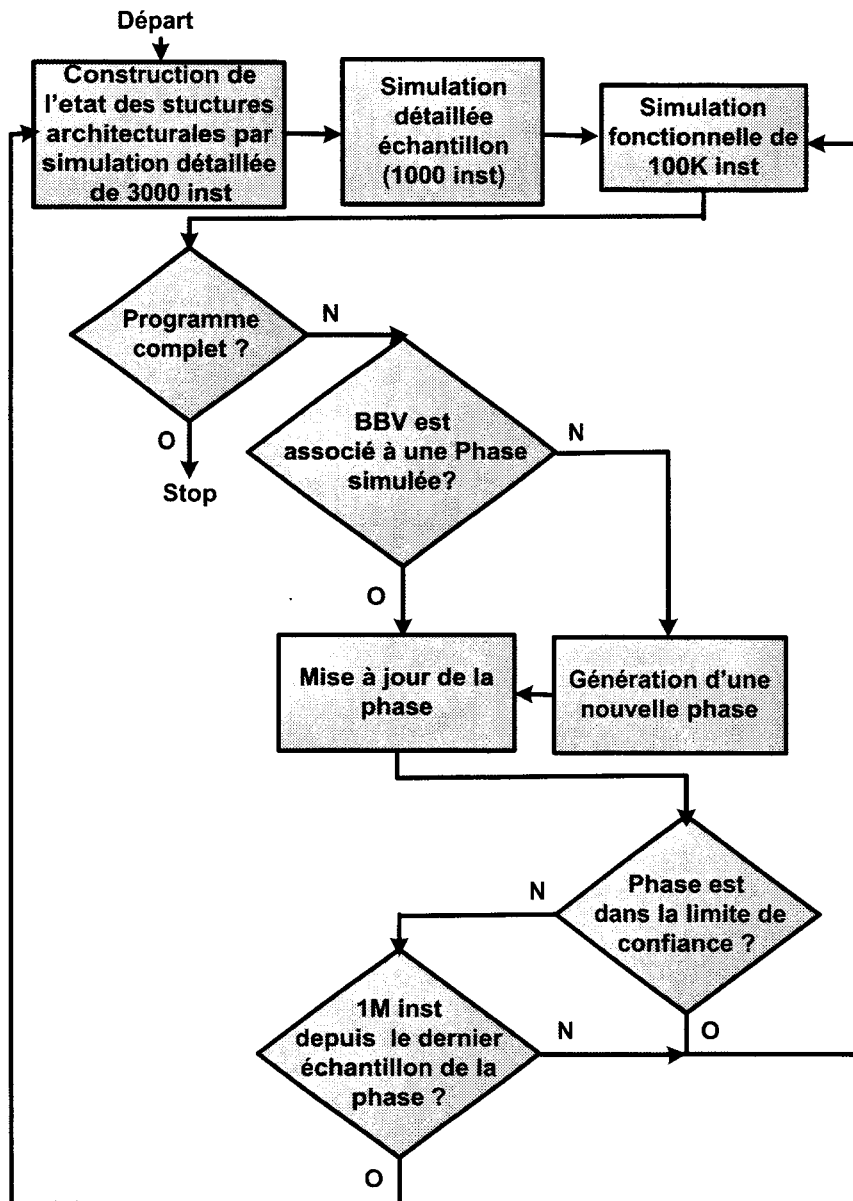 Départ
Construction de
l'etat des stuctures
architecturales par
simulation détaillée
de 3000 inst
Simulation
détaillée
échantillon
(1000 inst)
Simulation
fonctionnelle de
100K inst
Programme
complet ?
N
O
Stop
BBV est
associé à une Phase
simulée?
N
O
Mise à jour de la
phase
Génération d'une
nouvelle phase
Phase est
dans la limite de
confiance ?
N
O
1M inst
depuis le dernier
échantillon de la
phase ?
N
O